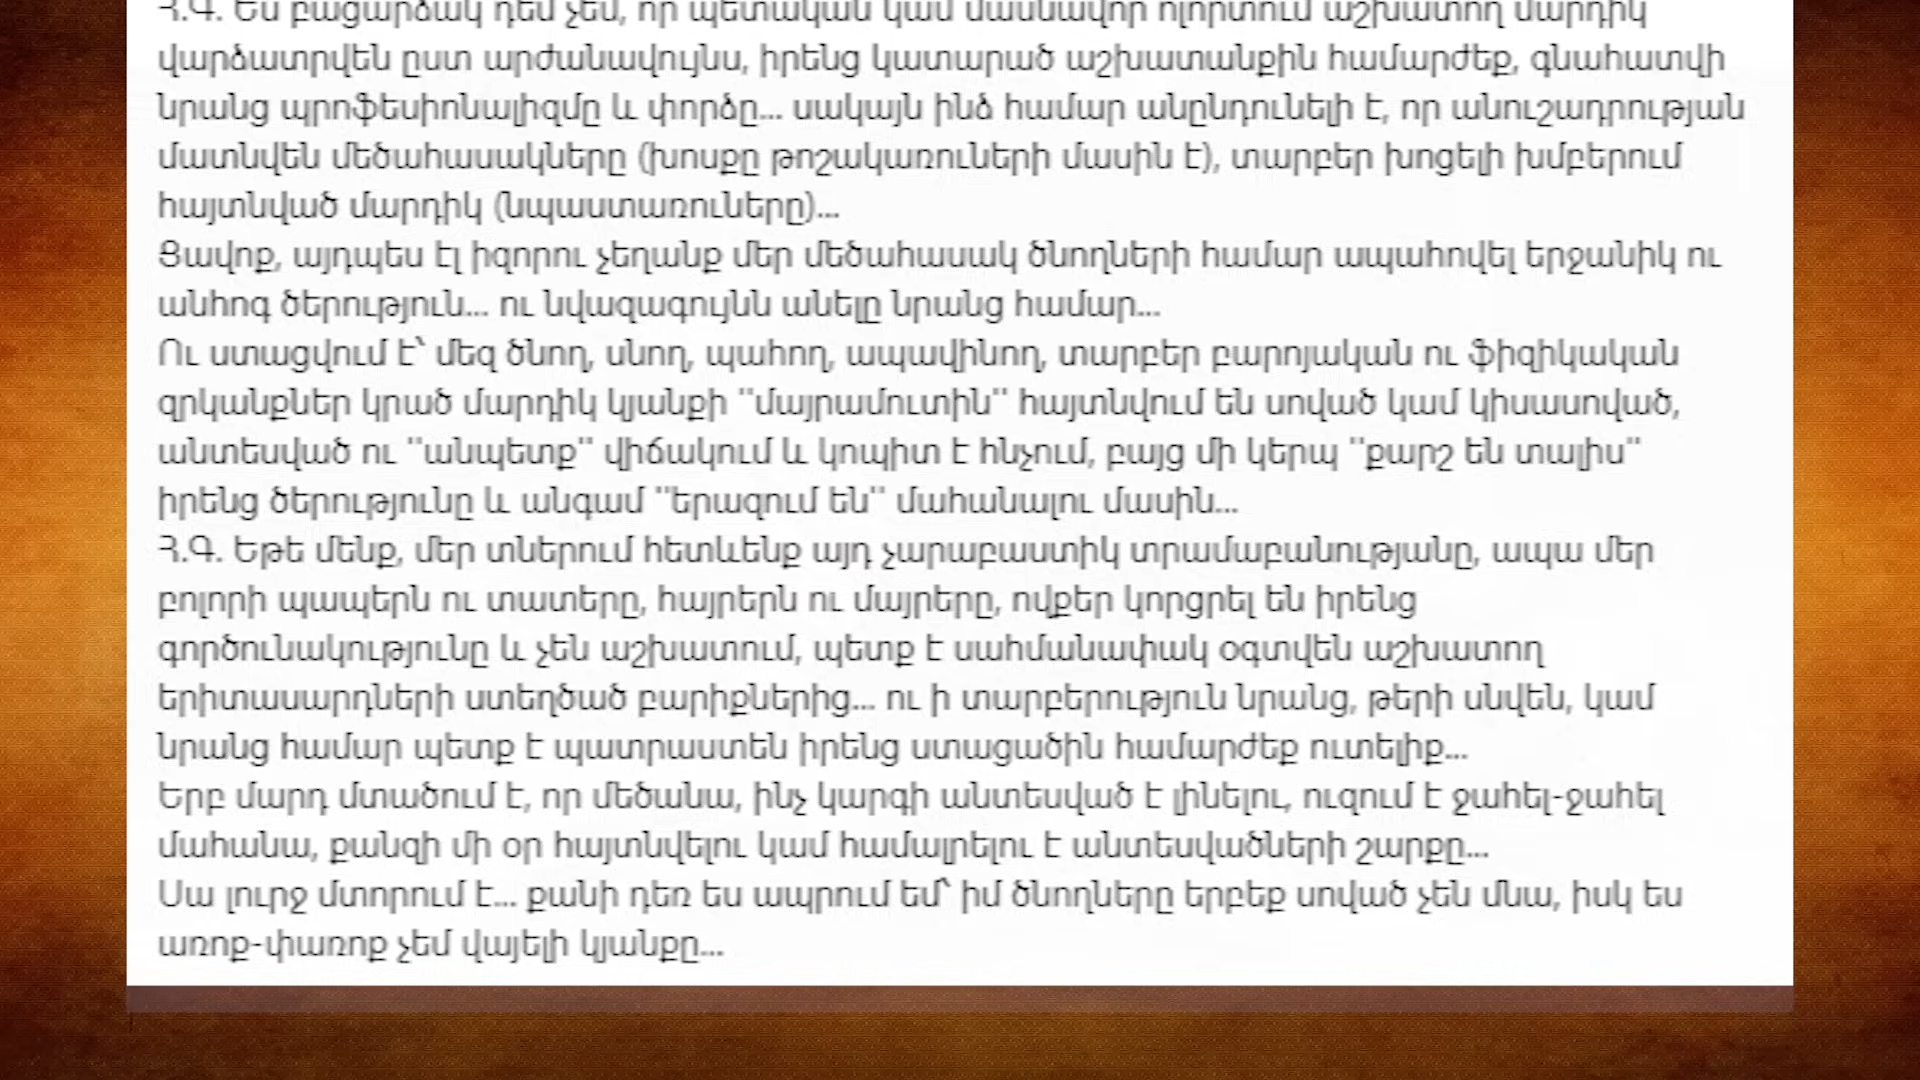 Հ.Գ. Ես բացարձակ դեմ չեմ, որ պետական կամ մասնավոր ոլորտում աշխատող մարդիկ
վարձատրվեն ըստ արժանավույնս, իրենց կատարած աշխատանքին համարժեք, գնահատվի
նրանց պրոֆեսիոնալիզմը և փորձը... սակայն ինձ համար անընդունելի է, որ անուշադրության
մատնվեն մեծահասակները (խոսքը թոշակառուների մասին է), տարբեր խոցելի խմբերում
հայտնված մարդիկ (նպաստառուները)...
Ցավոք, այդպես էլ իզորու չեղանք մեր մեծահասակ ծնողների համար ապահովել երջանիկ ու
անհոգ ծերություն... ու նվազագույնն անելը նրանց համար...
Ու ստացվում է՝ մեզ ծնող, սնող, պահող, ապավինող, տարբեր բարոյական ու ֆիզիկական
զրկանքներ կրած մարդիկ կյանքի ''մայրամուտին'' հայտնվում են սոված կամ կիսասոված,
անտեսված ու ''անպետք'' վիճակում և կոպիտ է հնչում, բայց մի կերպ ''քարշ են տալիս''
իրենց ծերությունը և անգամ ''երազում են'' մահանալու մասին...
Հ.Գ. Եթե մենք, մեր տներում հետևենք այդ չարաբաստիկ տրամաբանությանը, ապա մեր
բոլորի պապերն ու տատերը, հայրերն ու մայրերը, ովքեր կորցրել են իրենց
գործունակությունը և չեն աշխատում, պետք է սահմանափակ օգտվեն աշխատող
երիտասարդների ստեղծած բարիքներից... ու ի տարբերություն նրանց, թերի սնվեն, կամ
նրանց համար պետք է պատրաստեն իրենց ստացածին համարժեք ուտելիք...
Երբ մարդ մտածում է, որ մեծանա, ինչ կարգի անտեսված է լինելու, ուզում է ջահել-ջահել
մահանա, քանզի մի օր հայտնվելու կամ համալրելու է անտեսվածների շարքը...
Սա լուրջ մտորում է... քանի դեռ ես ապրում եմ՝ իմ ծնողները երբեք սոված չեն մնա, իսկ ես
առոք-փառոք չեմ վայելի կյանքը...